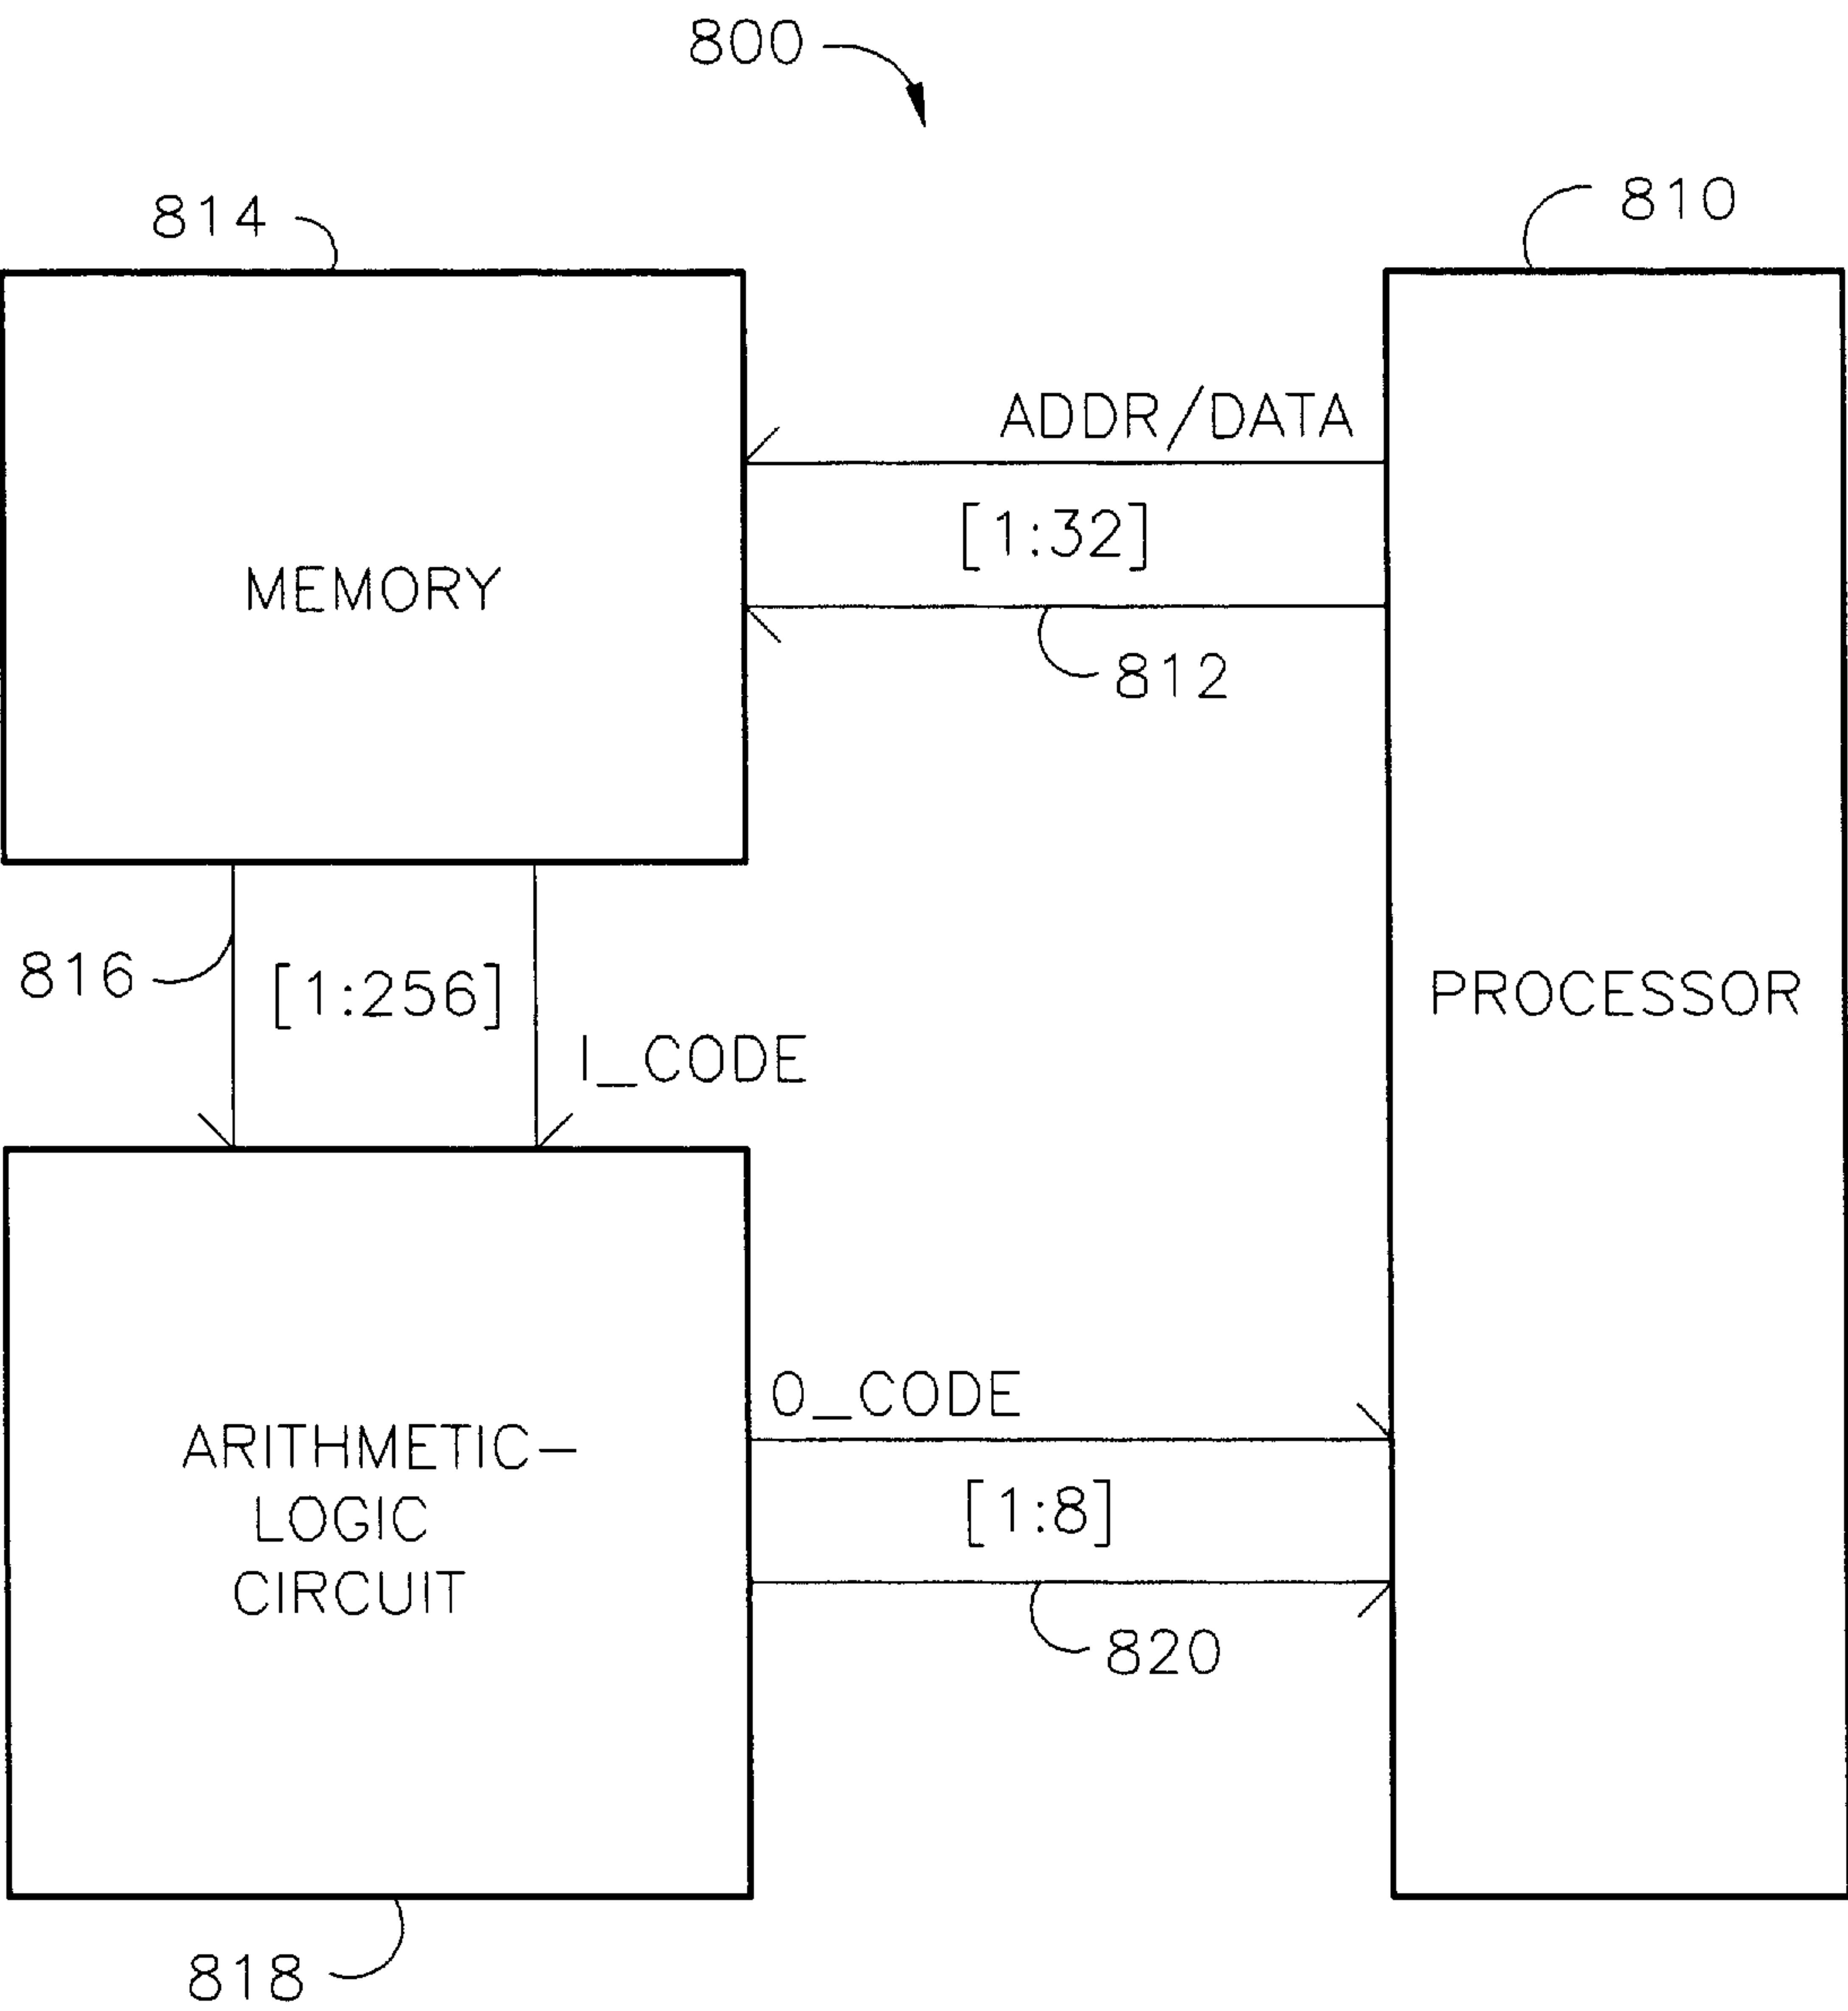 800
814
810
ADDR/DATA
[1:32]
MEMORY
812
816
[1:256]
PROCESSOR
I_CODE
O_CODE
ARITHMETIC-
LOGIC
CIRCUIT
[1:8]
820
818